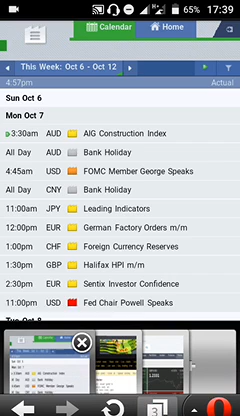 65% 17:39
Calendar Home
This Week: Oct 6 - Oct 12
4:57pm Actual
Sun Oct 6
Mon Oct 7
3:30am AUD AIG Construction Index
All Day AUD Bank Holiday
4:45am USD FOMC Member George Speaks
All Day CNY Bank Holiday
11:00am JPY Leading Indicators
12:00pm EUR German Factory Orders m/m
1:00pm CHF Foreign Currency Reserves
1:30pm GBP Halifax HPI m/m
2:30pm EUR Sentix Investor Confidence
11:00pm USD Fed Chair Powell Speaks
Tue Oct 8
3